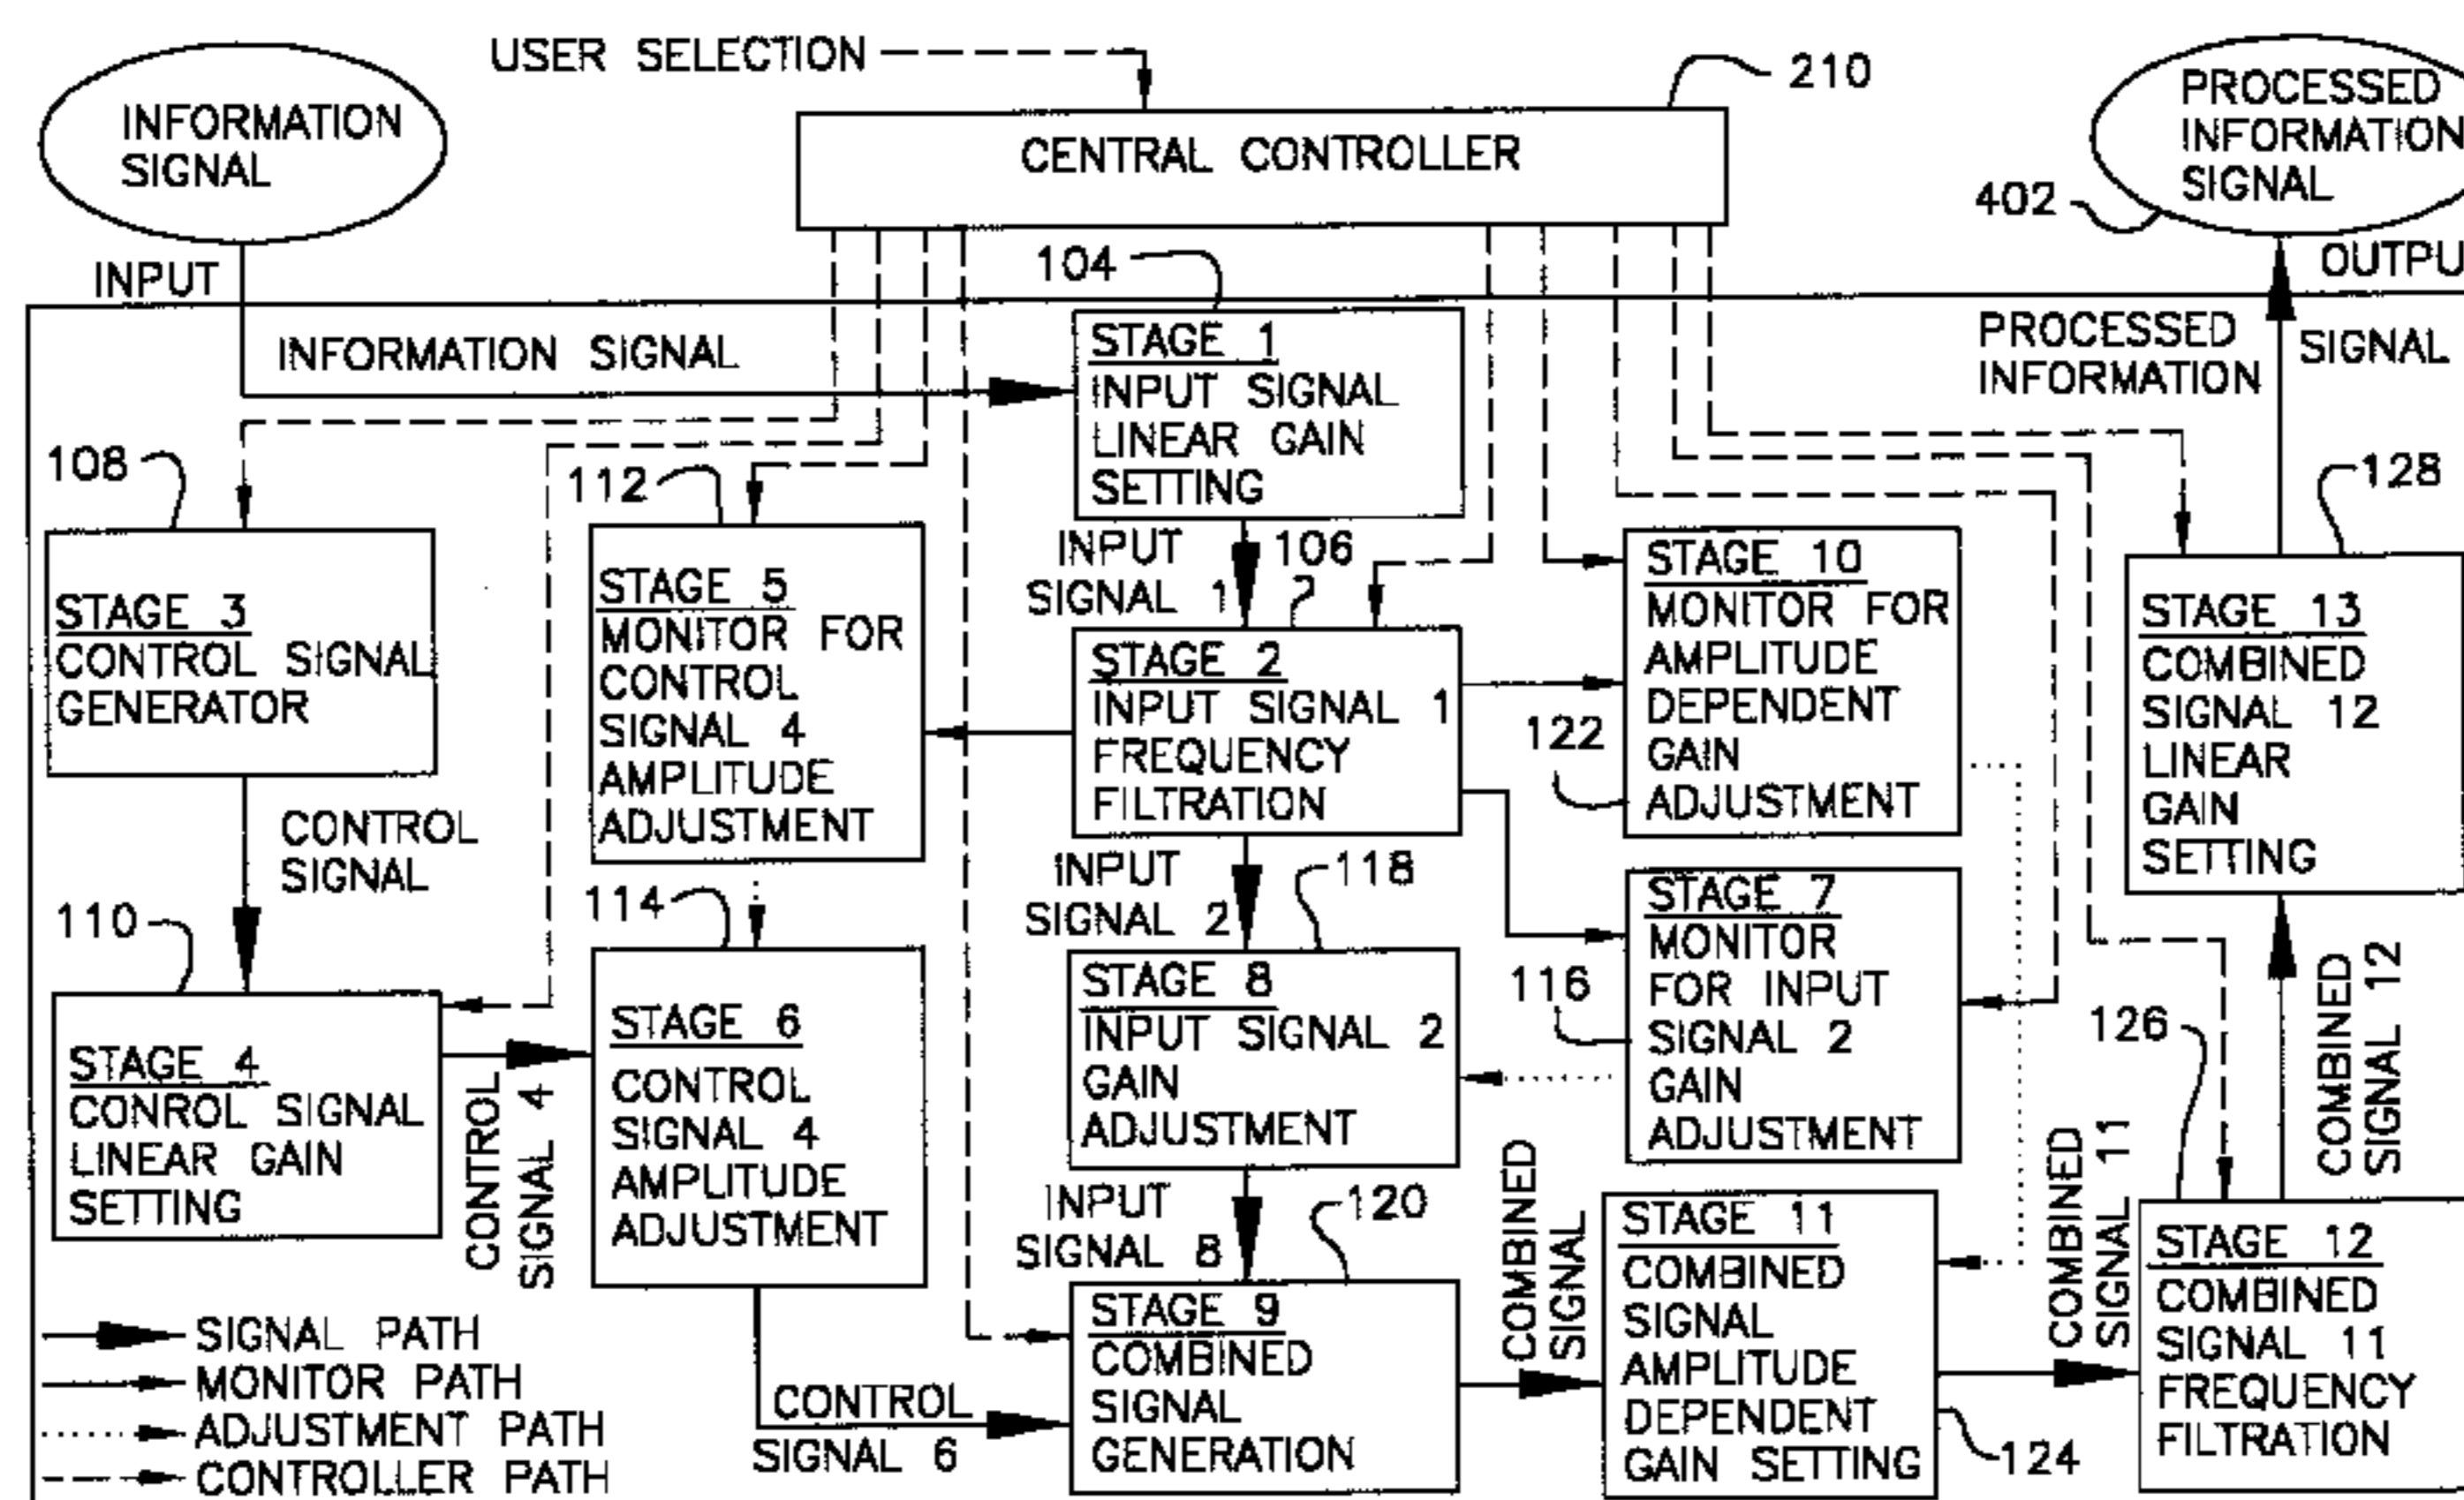 USER SELECTION
210
INFORMATION
SIGNAL
CENTRAL CONTROLLER
PROCESSED
INFORMATION
SIGNAL
402
INPUT
104
OUTPU
INFORMATION SIGNAL
STAGE 1
INPUT SIGNAL
LINEAR GAIN
SETTING
PROCESSED
INFORMATION
SIGNAL
108
112
128
INPUT
SIGNAL 1
106
STAGE 3
CONTROL SIGNAL
GENERATOR
STAGE 5
MONITOR FOR
CONTROL
SIGNAL 4
AMPLITUDE
ADJUSTMENT
STAGE 2
INPUT SIGNAL 1
FREQUENCY
FILTRATION
STAGE 10
MONITOR FOR
AMPLITUDE
DEPENDENT
GAIN
ADJUSTMENT
122
STAGE 13
COMBINED
SIGNAL 12
LINEAR
GAIN
SETTING
CONTROL
SIGNAL
INPUT
SIGNAL 2
118
110
114
STAGE 4
CONROL SIGNAL
LINEAR GAIN
SETTING
CONTROL
SIGNAL 4
STAGE 6
CONTROL
SIGNAL 4
AMPLITUDE
ADJUSTMENT
STAGE 8
INPUT SIGNAL 2
GAIN
ADJUSTMENT
116
STAGE 7
MONITOR
FOR INPUT
SIGNAL 2
GAIN
ADJUSTMENT
126
COMBINED
SIGNAL 12
INPUT
SIGNAL 8
120
COMBINED
SIGNAL
COMBINED
SIGNAL 11
STAGE 9
COMBINED
SIGNAL
GENERATION
STAGE 11
COMBINED
SIGNAL
AMPLITUDE
DEPENDENT
GAIN SETTING
124
STAGE 12
COMBINED
SIGNAL 11
FREQUENCY
FILTRATION
CONTROL
SIGNAL 6
SIGNAL PATH
MONITOR PATH
ADJUSTMENT PATH
CONTROLLER PATH